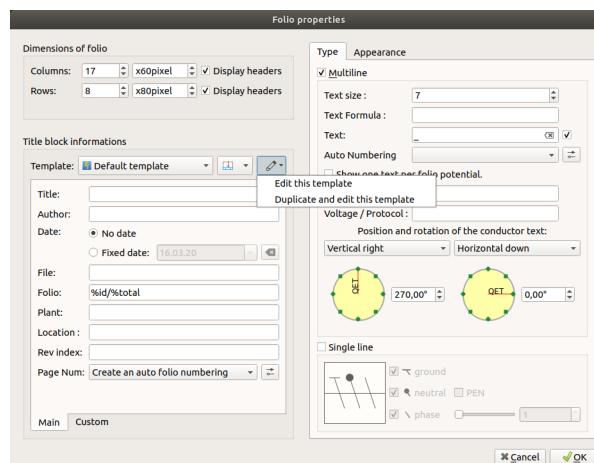 Folio properties
Dimensions of folio
Columns: 17 x60pixel Display headers
Rows: 8 x80pixel Display headers
Title block informations
Template: Default template
Edit this template
Duplicate and edit this template
Title:
Author:
Date: No date
Fixed date: 16.03.20
File:
Folio: %id/%total
Plant:
Location :
Rev index:
Page Num: Create an auto folio numbering
Main Custom
Type Appearance
Multiline
Text size : 7
Text Formula :
Text: _
Auto Numbering
Show one text per folio potential.
Voltage / Protocol :
Position and rotation of the conductor text:
Vertical right Horizontal down
QET 270,00° QET 0,00°
Single line
ground
neutral PEN
phase 1
Cancel OK